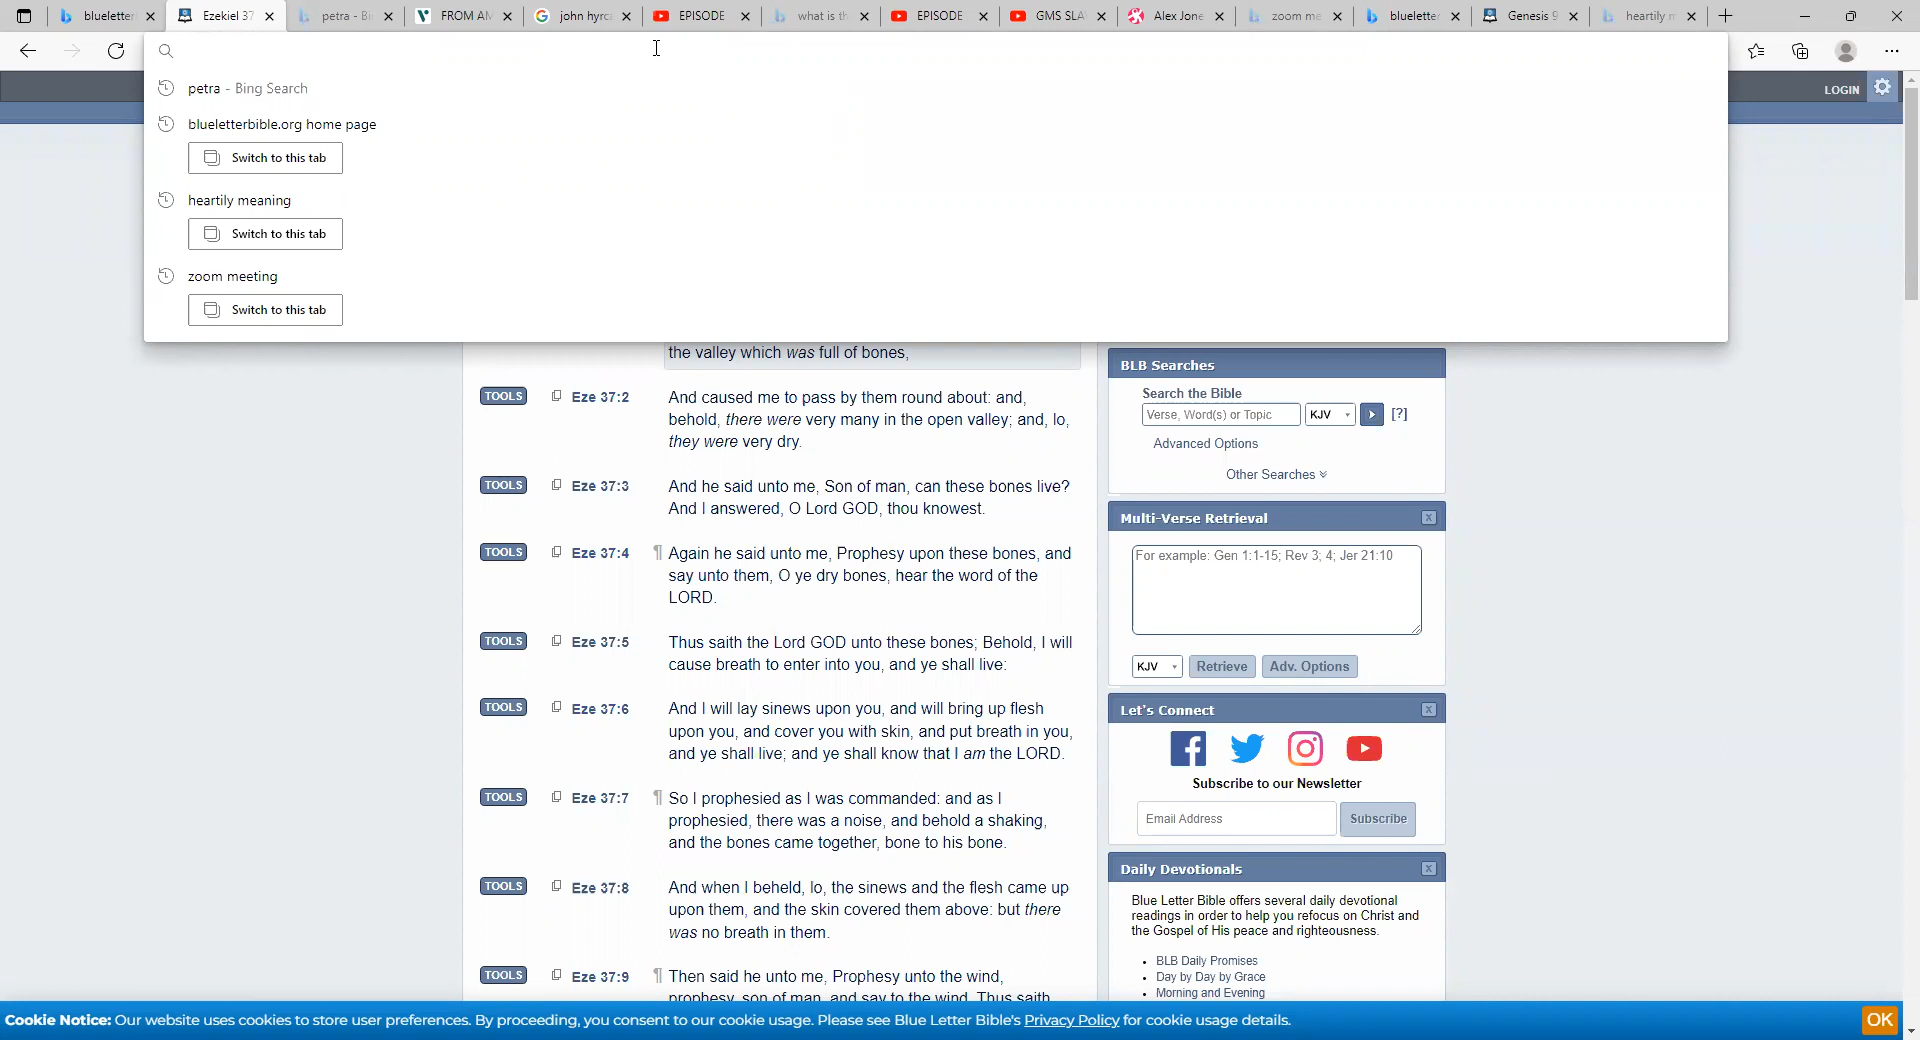 blueletter
Ezekiel 37
petra - Bi
FROM AM
john hyrca
EPISODE
what is th
EPISODE
GMS SLA
Alex Jone
zoom me
blueletter
Genesis 9
heartily m
petra - Bing Search
blueletterbible.org home page
Switch to this tab
heartily meaning
Switch to this tab
zoom meeting
Switch to this tab
LOGIN
the valley which was full of bones,
TOOLS Eze 37:2 And caused me to pass by them round about: and,
behold, there were very many in the open valley; and, lo,
they were very dry.
TOOLS Eze 37:3 And he said unto me, Son of man, can these bones live?
And I answered, O Lord GOD, thou knowest.
TOOLS Eze 37:4 ¶ Again he said unto me, Prophesy upon these bones, and
say unto them, O ye dry bones, hear the word of the
LORD.
TOOLS Eze 37:5 Thus saith the Lord GOD unto these bones; Behold, I will
cause breath to enter into you, and ye shall live:
TOOLS Eze 37:6 And I will lay sinews upon you, and will bring up flesh
upon you, and cover you with skin, and put breath in you,
and ye shall live; and ye shall know that I am the LORD.
TOOLS Eze 37:7 ¶ So I prophesied as I was commanded: and as I
prophesied, there was a noise, and behold a shaking,
and the bones came together, bone to his bone.
TOOLS Eze 37:8 And when I beheld, lo, the sinews and the flesh came up
upon them, and the skin covered them above: but there
was no breath in them.
TOOLS Eze 37:9 ¶ Then said he unto me, Prophesy unto the wind,
prophesy, son of man, and say to the wind, Thus saith
BLB Searches
Search the Bible
Verse, Word(s) or Topic KJV [?]
Advanced Options
Other Searches
Multi-Verse Retrieval
For example: Gen 1:1-15; Rev 3; 4; Jer 21:10
KJV Retrieve Adv. Options
Let's Connect
Subscribe to our Newsletter
Email Address Subscribe
Daily Devotionals
Blue Letter Bible offers several daily devotional
readings in order to help you refocus on Christ and
the Gospel of His peace and righteousness.
• BLB Daily Promises
• Day by Day by Grace
• Morning and Evening
Cookie Notice: Our website uses cookies to store user preferences. By proceeding, you consent to our cookie usage. Please see Blue Letter Bible's Privacy Policy for cookie usage details.
OK